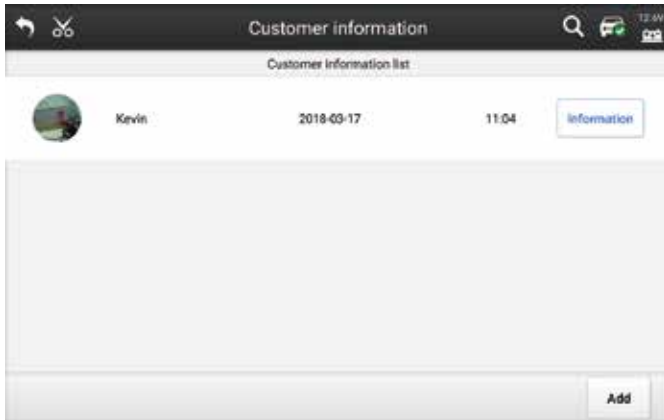 Customer information
12.6V
Customer Information list
Kevin 2018-03-17 11:04 Information
Add